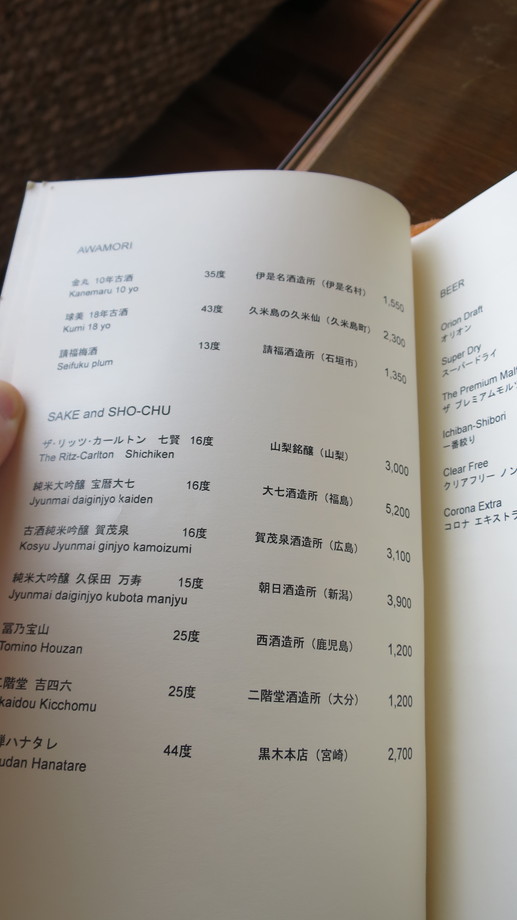 AWAMORI
金丸 10年古酒 35度 伊是名酒造所（伊是名村） 1,550
Kanemaru 10 yo
球美 18年古酒 43度 久米島の久米仙（久米島町） 2,300
Kumi 18 yo
請福梅酒 13度 請福酒造所（石垣市） 1,350
Seifuku plum
SAKE and SHO-CHU
ザ・リッツ・カールトン 七賢 16度 山梨銘醸（山梨） 3,000
The Ritz-Carlton Shichiken
純米大吟醸 宝暦大七 16度 大七酒造所（福島） 5,200
Jyunmai daiginjyo kaiden
古酒純米吟醸 賀茂泉 16度 賀茂泉酒造所（広島） 3,100
Kosyu Jyunmai ginjyo kamoizumi
純米大吟醸 久保田 万寿 15度 朝日酒造所（新潟） 3,900
Jyunmai daiginjyo kubota manjyu
冨乃宝山 25度 西酒造所（鹿児島） 1,200
Tomino Houzan
二階堂 吉四六 25度 二階堂酒造所（大分） 1,200
kaidou Kicchomu
ハナタレ 44度 黒木本店（宮崎） 2,700
udan Hanatare
BEER
Orion Draft
オリオン
Super Dry
スーパードライ
The Premium Malt
ザ プレミアムモル
Ichiban-Shibori
一番絞り
Clear Free
クリアフリー ノン
Corona Extra
コロナ エキストラ